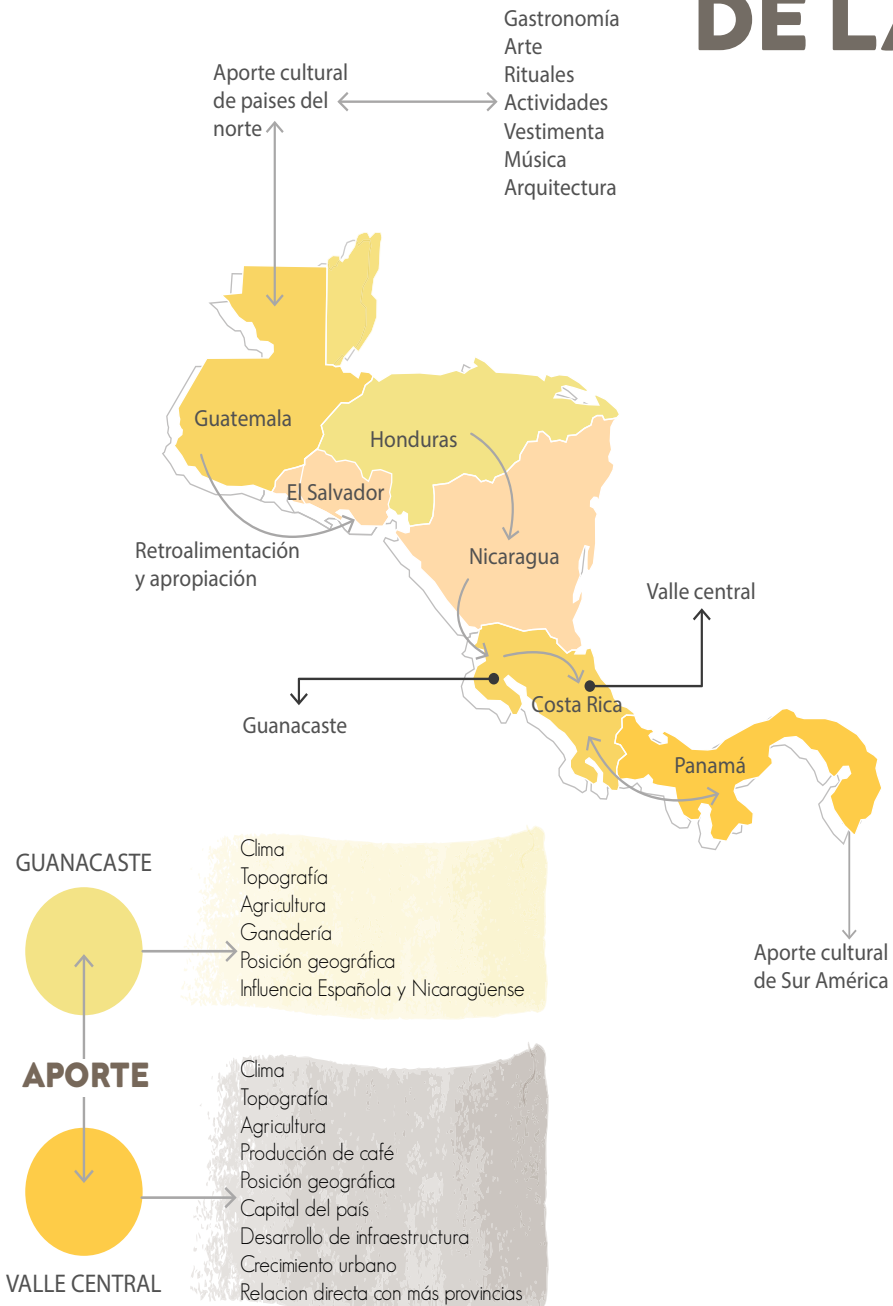 DE LA
Gastronomía
Arte
Rituales
Actividades
Vestimenta
Música
Arquitectura
Aporte cultural
de paises del
norte
Guatemala
Honduras
El Salvador
Nicaragua
Retroalimentación
y apropiación
Valle central
Costa Rica
Guanacaste
Panamá
Aporte cultural
de Sur América
GUANACASTE
Clima
Topografía
Agricultura
Ganadería
Posición geográfica
Influencia Española y Nicaragüense
APORTE
Clima
Topografía
Agricultura
Producción de café
Posición geográfica
Capital del país
Desarrollo de infraestructura
Crecimiento urbano
Relacion directa con más provincias
VALLE CENTRAL